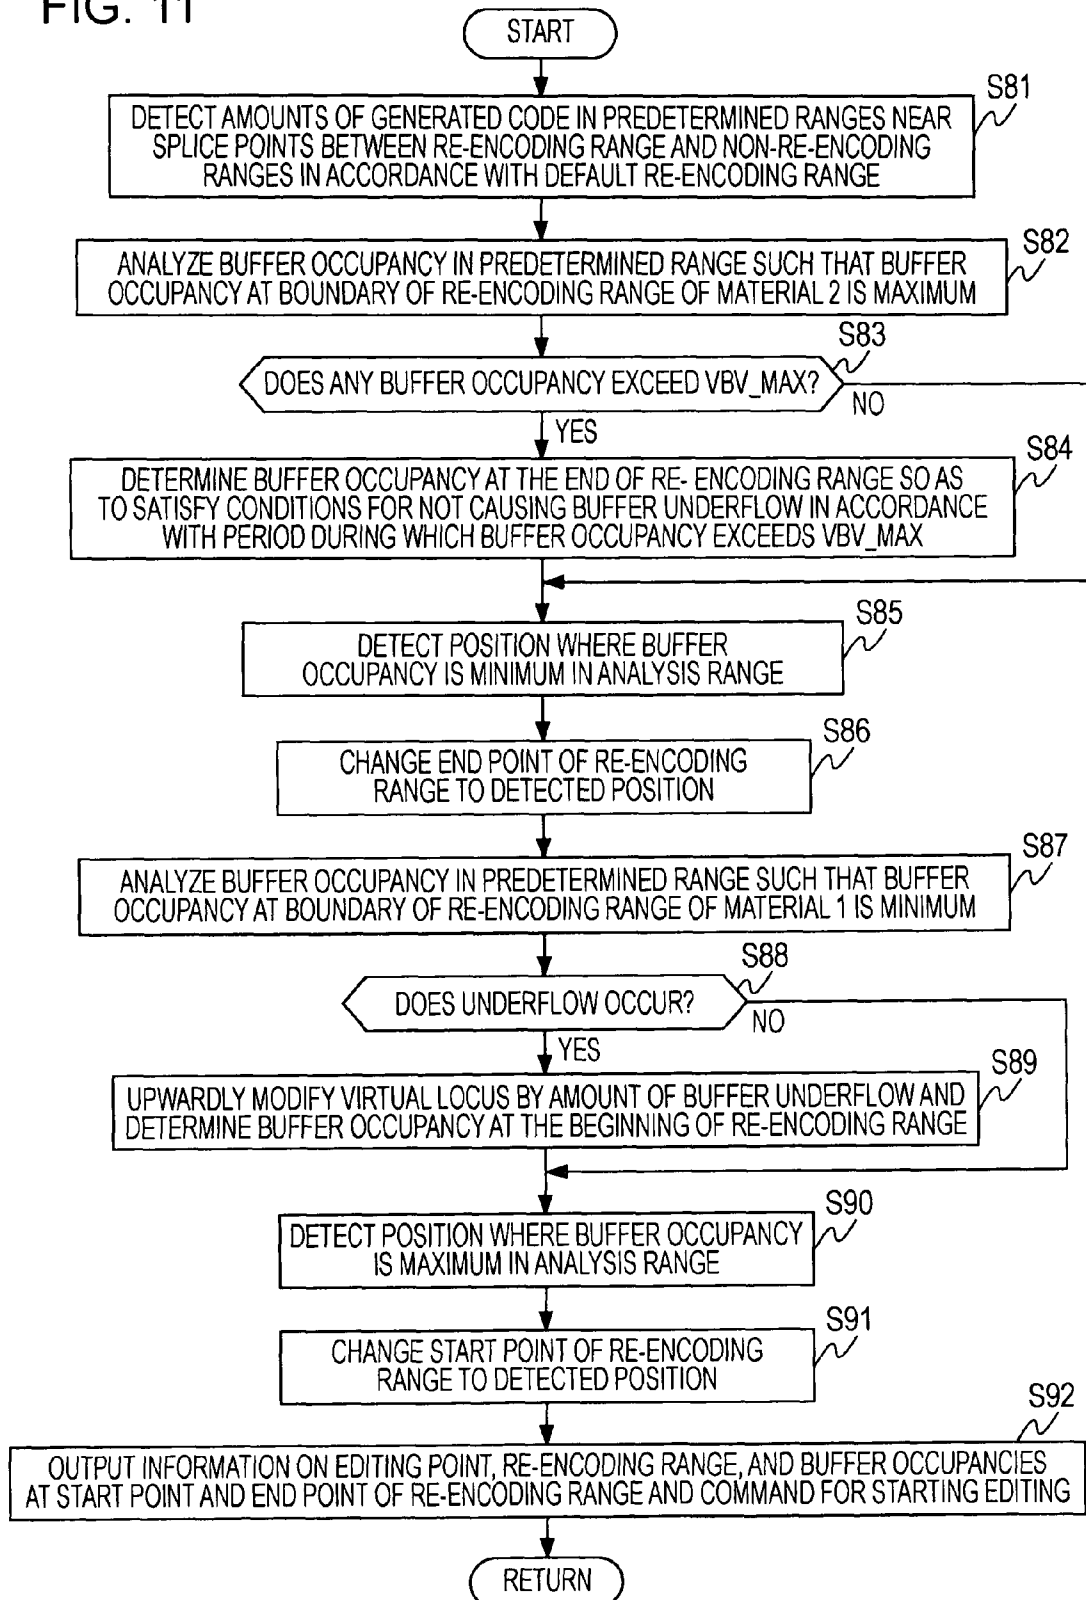 FIG. 11
START
S81
DETECT AMOUNTS OF GENERATED CODE IN PREDETERMINED RANGES NEAR
SPLICE POINTS BETWEEN RE-ENCODING RANGE AND NON-RE-ENCODING
RANGES IN ACCORDANCE WITH DEFAULT RE-ENCODING RANGE
S82
ANALYZE BUFFER OCCUPANCY IN PREDETERMINED RANGE SUCH THAT BUFFER
OCCUPANCY AT BOUNDARY OF RE-ENCODING RANGE OF MATERIAL 2 IS MAXIMUM
S83
DOES ANY BUFFER OCCUPANCY EXCEED VBV_MAX?
NO
YES
S84
DETERMINE BUFFER OCCUPANCY AT THE END OF RE- ENCODING RANGE SO AS
TO SATISFY CONDITIONS FOR NOT CAUSING BUFFER UNDERFLOW IN ACCORDANCE
WITH PERIOD DURING WHICH BUFFER OCCUPANCY EXCEEDS VBV_MAX
S85
DETECT POSITION WHERE BUFFER
OCCUPANCY IS MINIMUM IN ANALYSIS RANGE
S86
CHANGE END POINT OF RE-ENCODING
RANGE TO DETECTED POSITION
S87
ANALYZE BUFFER OCCUPANCY IN PREDETERMINED RANGE SUCH THAT BUFFER
OCCUPANCY AT BOUNDARY OF RE-ENCODING RANGE OF MATERIAL 1 IS MINIMUM
S88
DOES UNDERFLOW OCCUR?
NO
YES
S89
UPWARDLY MODIFY VIRTUAL LOCUS BY AMOUNT OF BUFFER UNDERFLOW AND
DETERMINE BUFFER OCCUPANCY AT THE BEGINNING OF RE-ENCODING RANGE
S90
DETECT POSITION WHERE BUFFER OCCUPANCY
IS MAXIMUM IN ANALYSIS RANGE
S91
CHANGE START POINT OF RE-ENCODING
RANGE TO DETECTED POSITION
S92
OUTPUT INFORMATION ON EDITING POINT, RE-ENCODING RANGE, AND BUFFER OCCUPANCIES
AT START POINT AND END POINT OF RE-ENCODING RANGE AND COMMAND FOR STARTING EDITING
RETURN